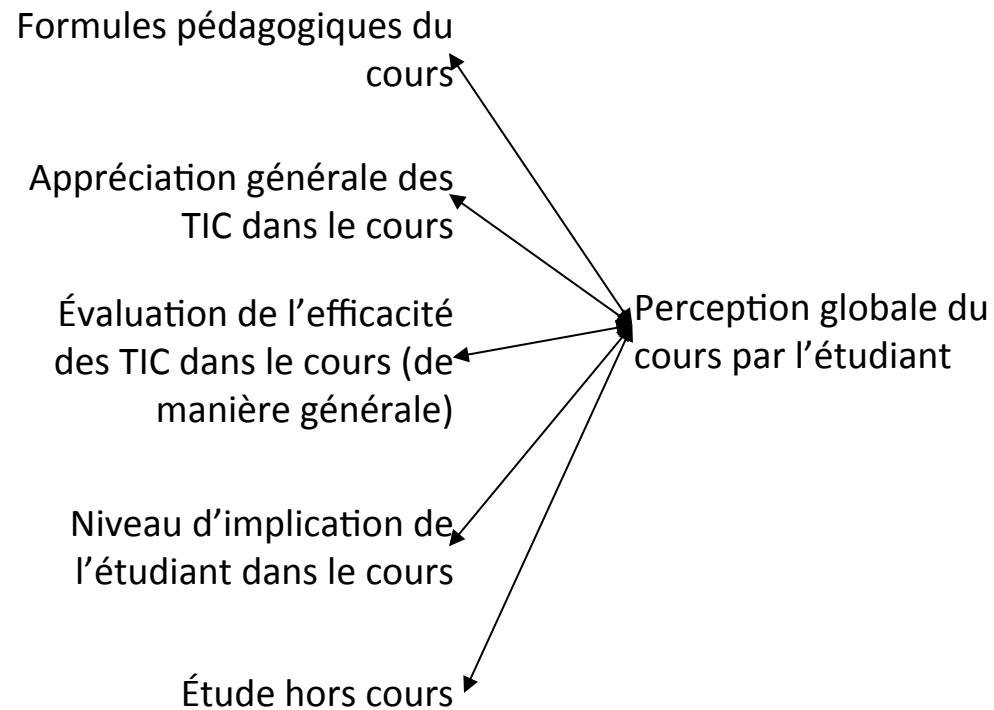 Formules pédagogiques du
cours
Appréciation générale des
TIC dans le cours
Évaluation de l’efficacité
des TIC dans le cours (de
manière générale)
Perception globale du
cours par l’étudiant
Niveau d’implication de
l’étudiant dans le cours
Étude hors cours